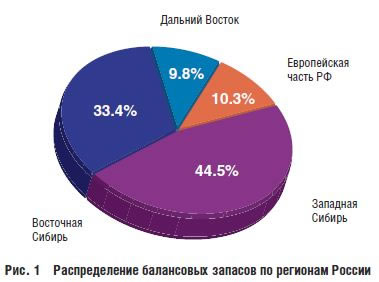 Дальний Восток
Европейская
часть РФ
9.8%
10.3%
33.4%
44.5%
Западная
Сибирь
Восточная
Сибирь
Рис. 1 Распределение балансовых запасов по регионам России